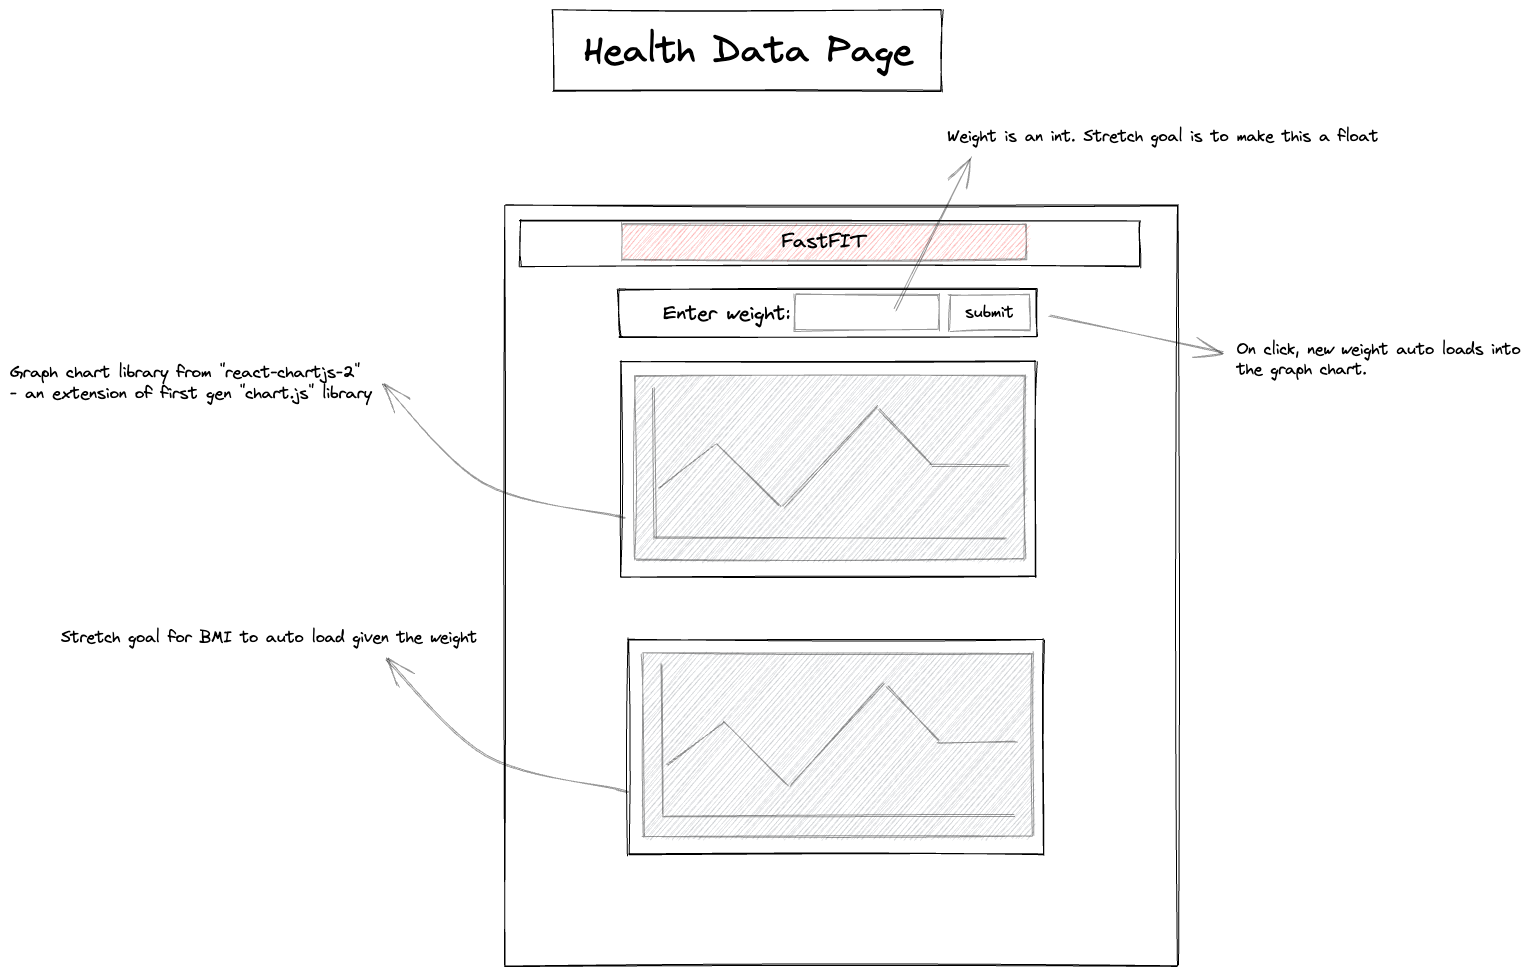 Health Data Page
Weight is an int. Stretch goal is to make this a float
FastFIT
Enter weight:
submit
On click, new weight auto loads into
the graph chart.
Graph chart library from "react-chartjs-2"
- an extension of first gen "chart.js" library
Stretch goal for BMI to auto load given the weight